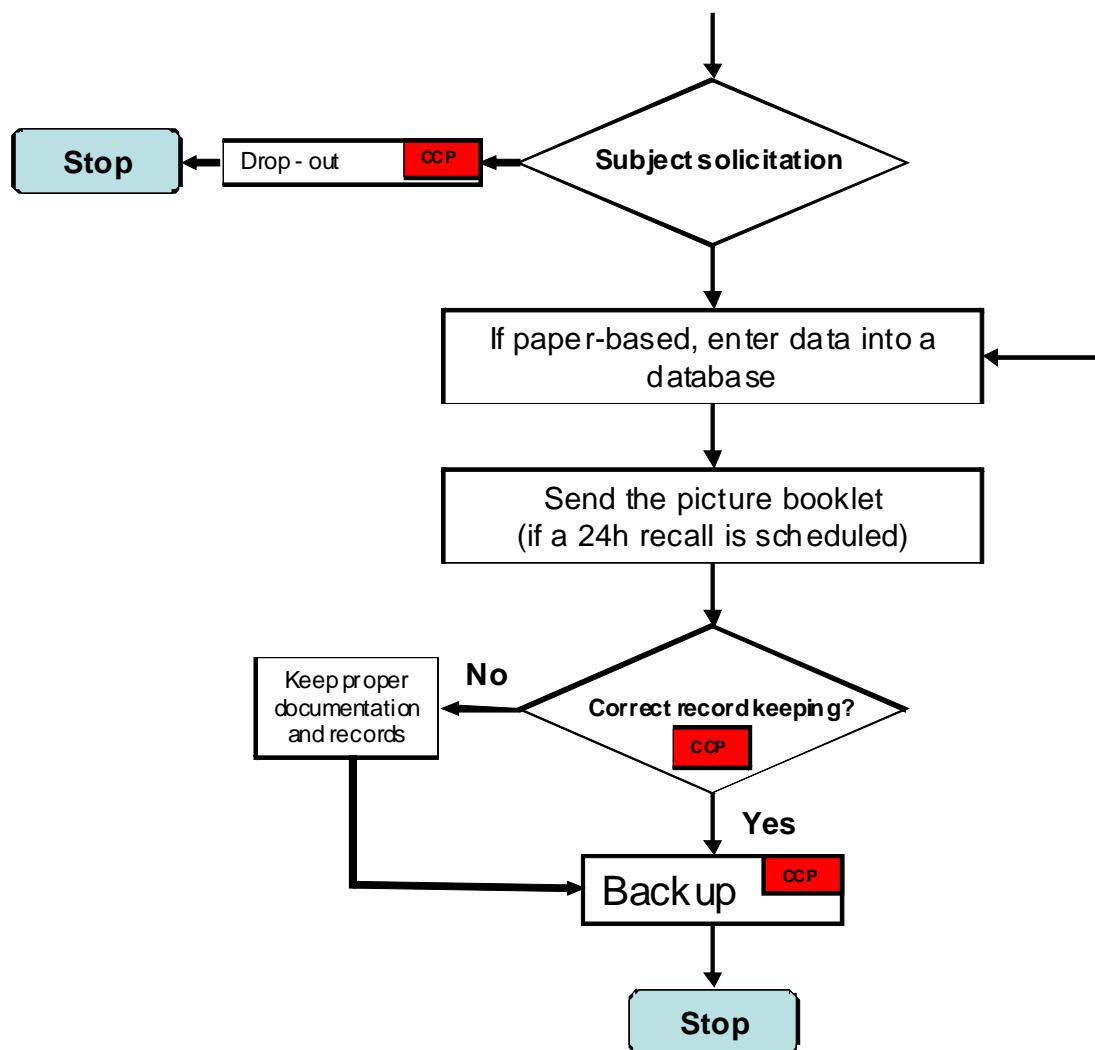 Subject solicitation
Stop
Drop - out
CCP
If paper-based, enter data into a
database
Send the picture booklet
(if a 24h recall is scheduled)
Correct record keeping?
CCP
No
Keep proper
documentation
and records
Yes
Backup
CCP
Stop